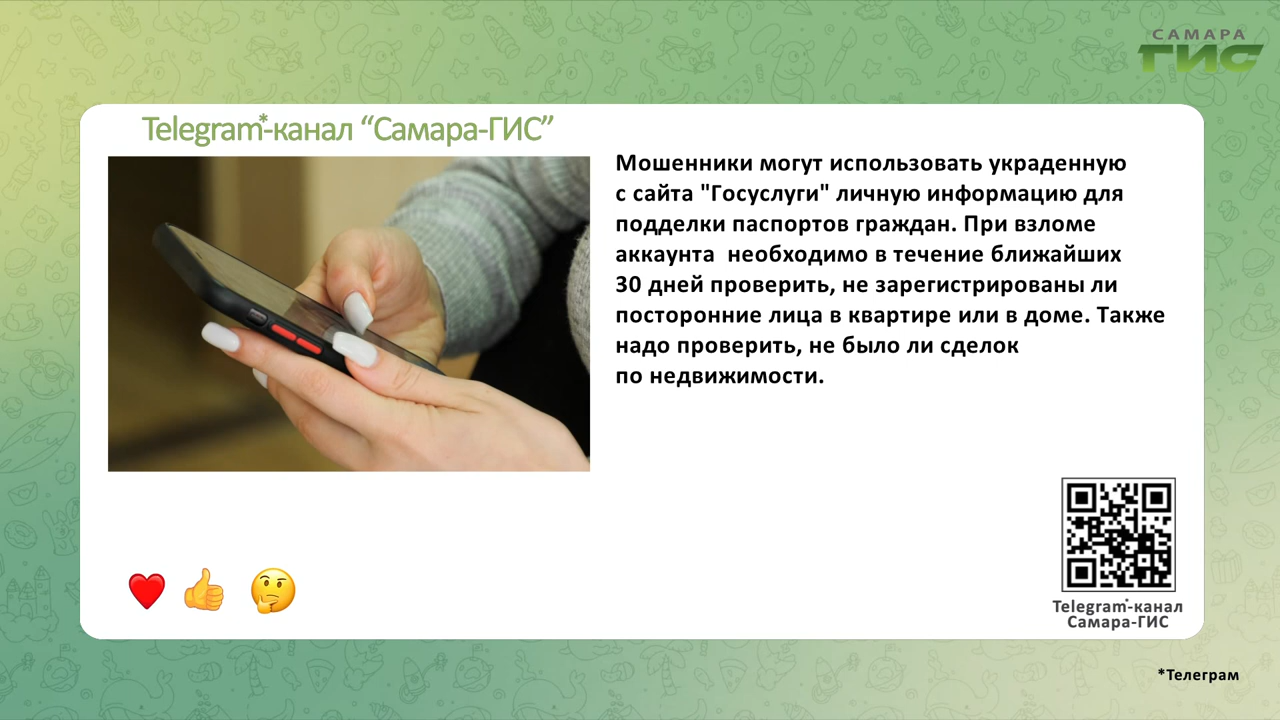 САМАРА
ГИС
Telegram*-канал “Самара-ГИС”
Мошенники могут использовать украденную
с сайта "Госуслуги" личную информацию для
подделки паспортов граждан. При взломе
аккаунта  необходимо в течение ближайших
30 дней проверить, не зарегистрированы ли
посторонние лица в квартире или в доме. Также
надо проверить, не было ли сделок
по недвижимости.
Telegram*-канал
Самара-ГИС
*Телеграм